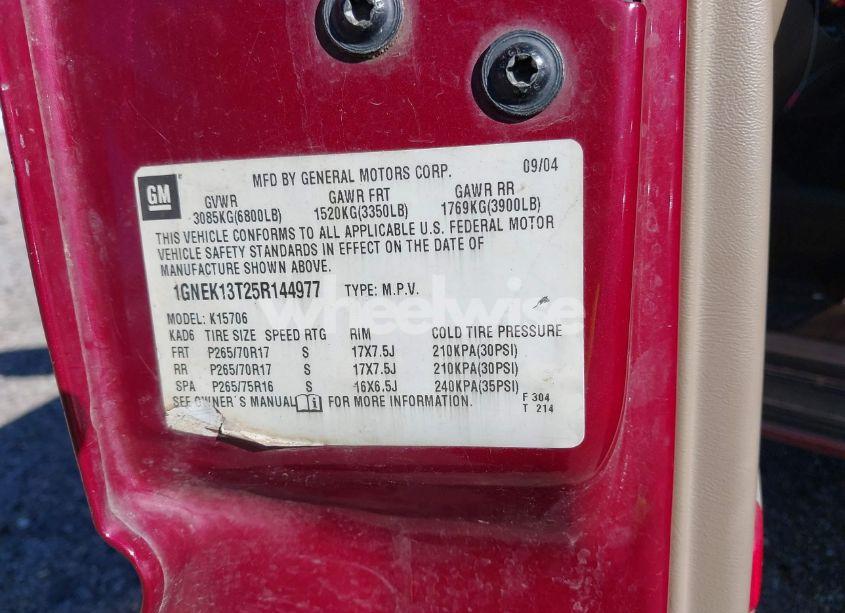 GM
MFD BY GENERAL MOTORS CORP. 09/04
GVWR GAWR FRT GAWR RR
3085KG(6800LB) 1520KG(3350LB) 1769KG(3900LB)
THIS VEHICLE CONFORMS TO ALL APPLICABLE U.S. FEDERAL MOTOR
VEHICLE SAFETY STANDARDS IN EFFECT ON THE DATE OF
MANUFACTURE SHOWN ABOVE.
1GNEK13T25R144977 TYPE: M.P.V.
wheelwise
MODEL: K15706
KAD6 TIRE SIZE SPEED RTG RIM COLD TIRE PRESSURE
FRT P265/70R17 S 17X7.5J 210KPA(30PSI)
RR P265/70R17 S 17X7.5J 210KPA(30PSI)
SPA P265/75R16 S 16X6.5J 240KPA(35PSI)
SEE OWNER'S MANUAL i FOR MORE INFORMATION.
F 304
T 214